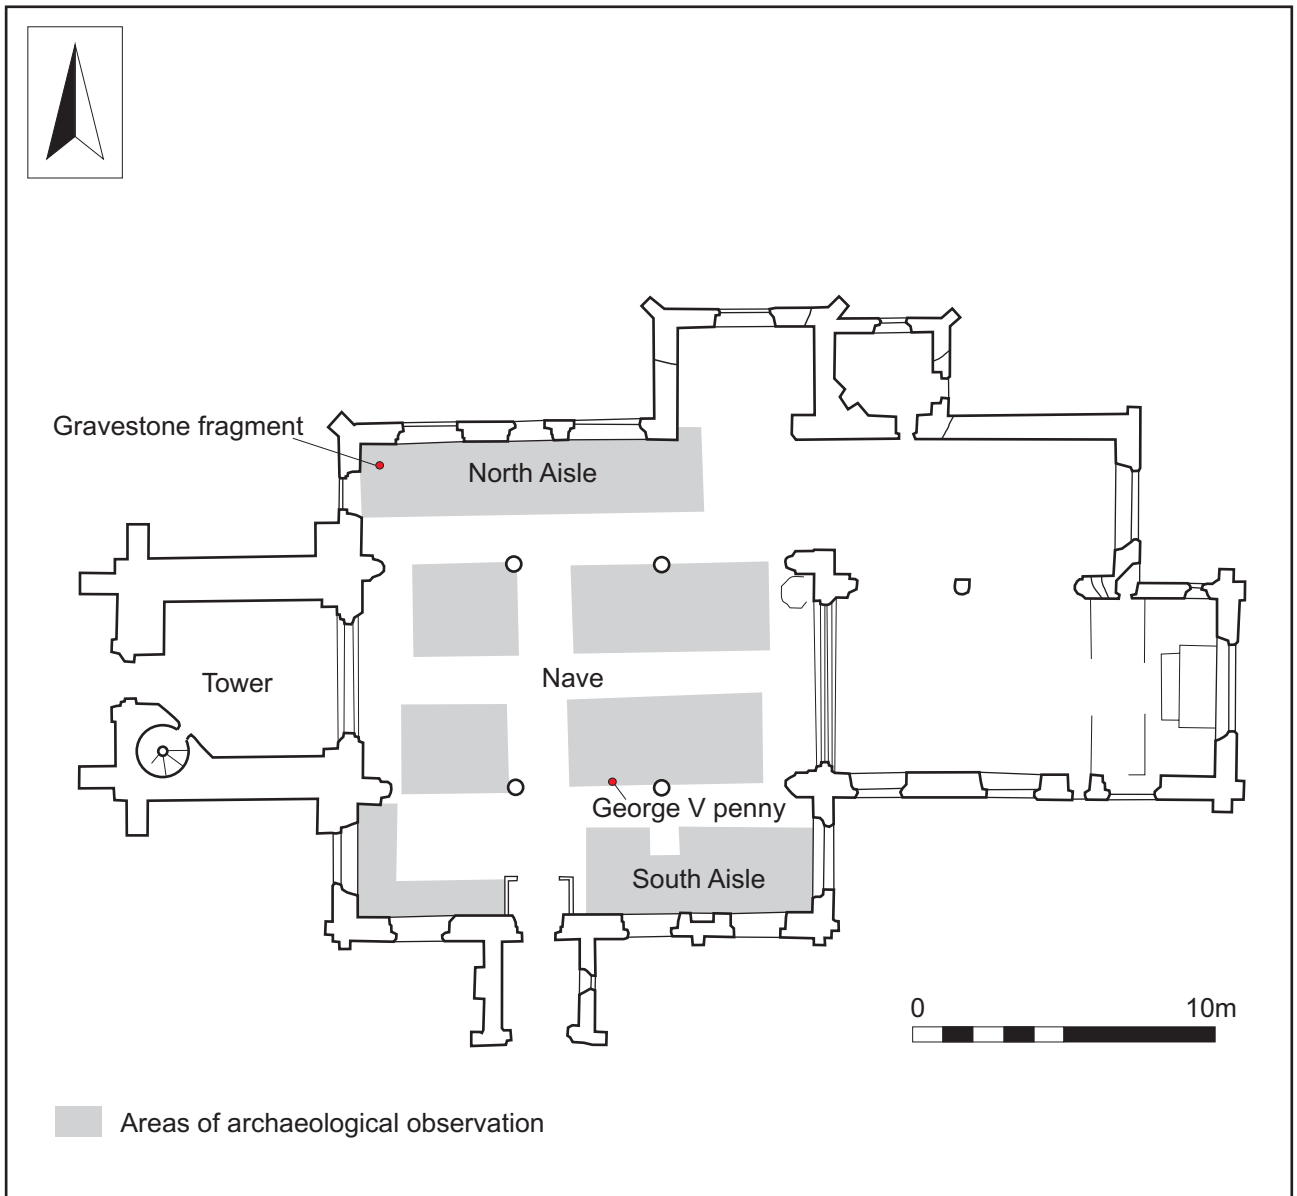 Gravestone fragment
North Aisle
Tower
Nave
George V penny
South Aisle
0 10m
Areas of archaeological observation